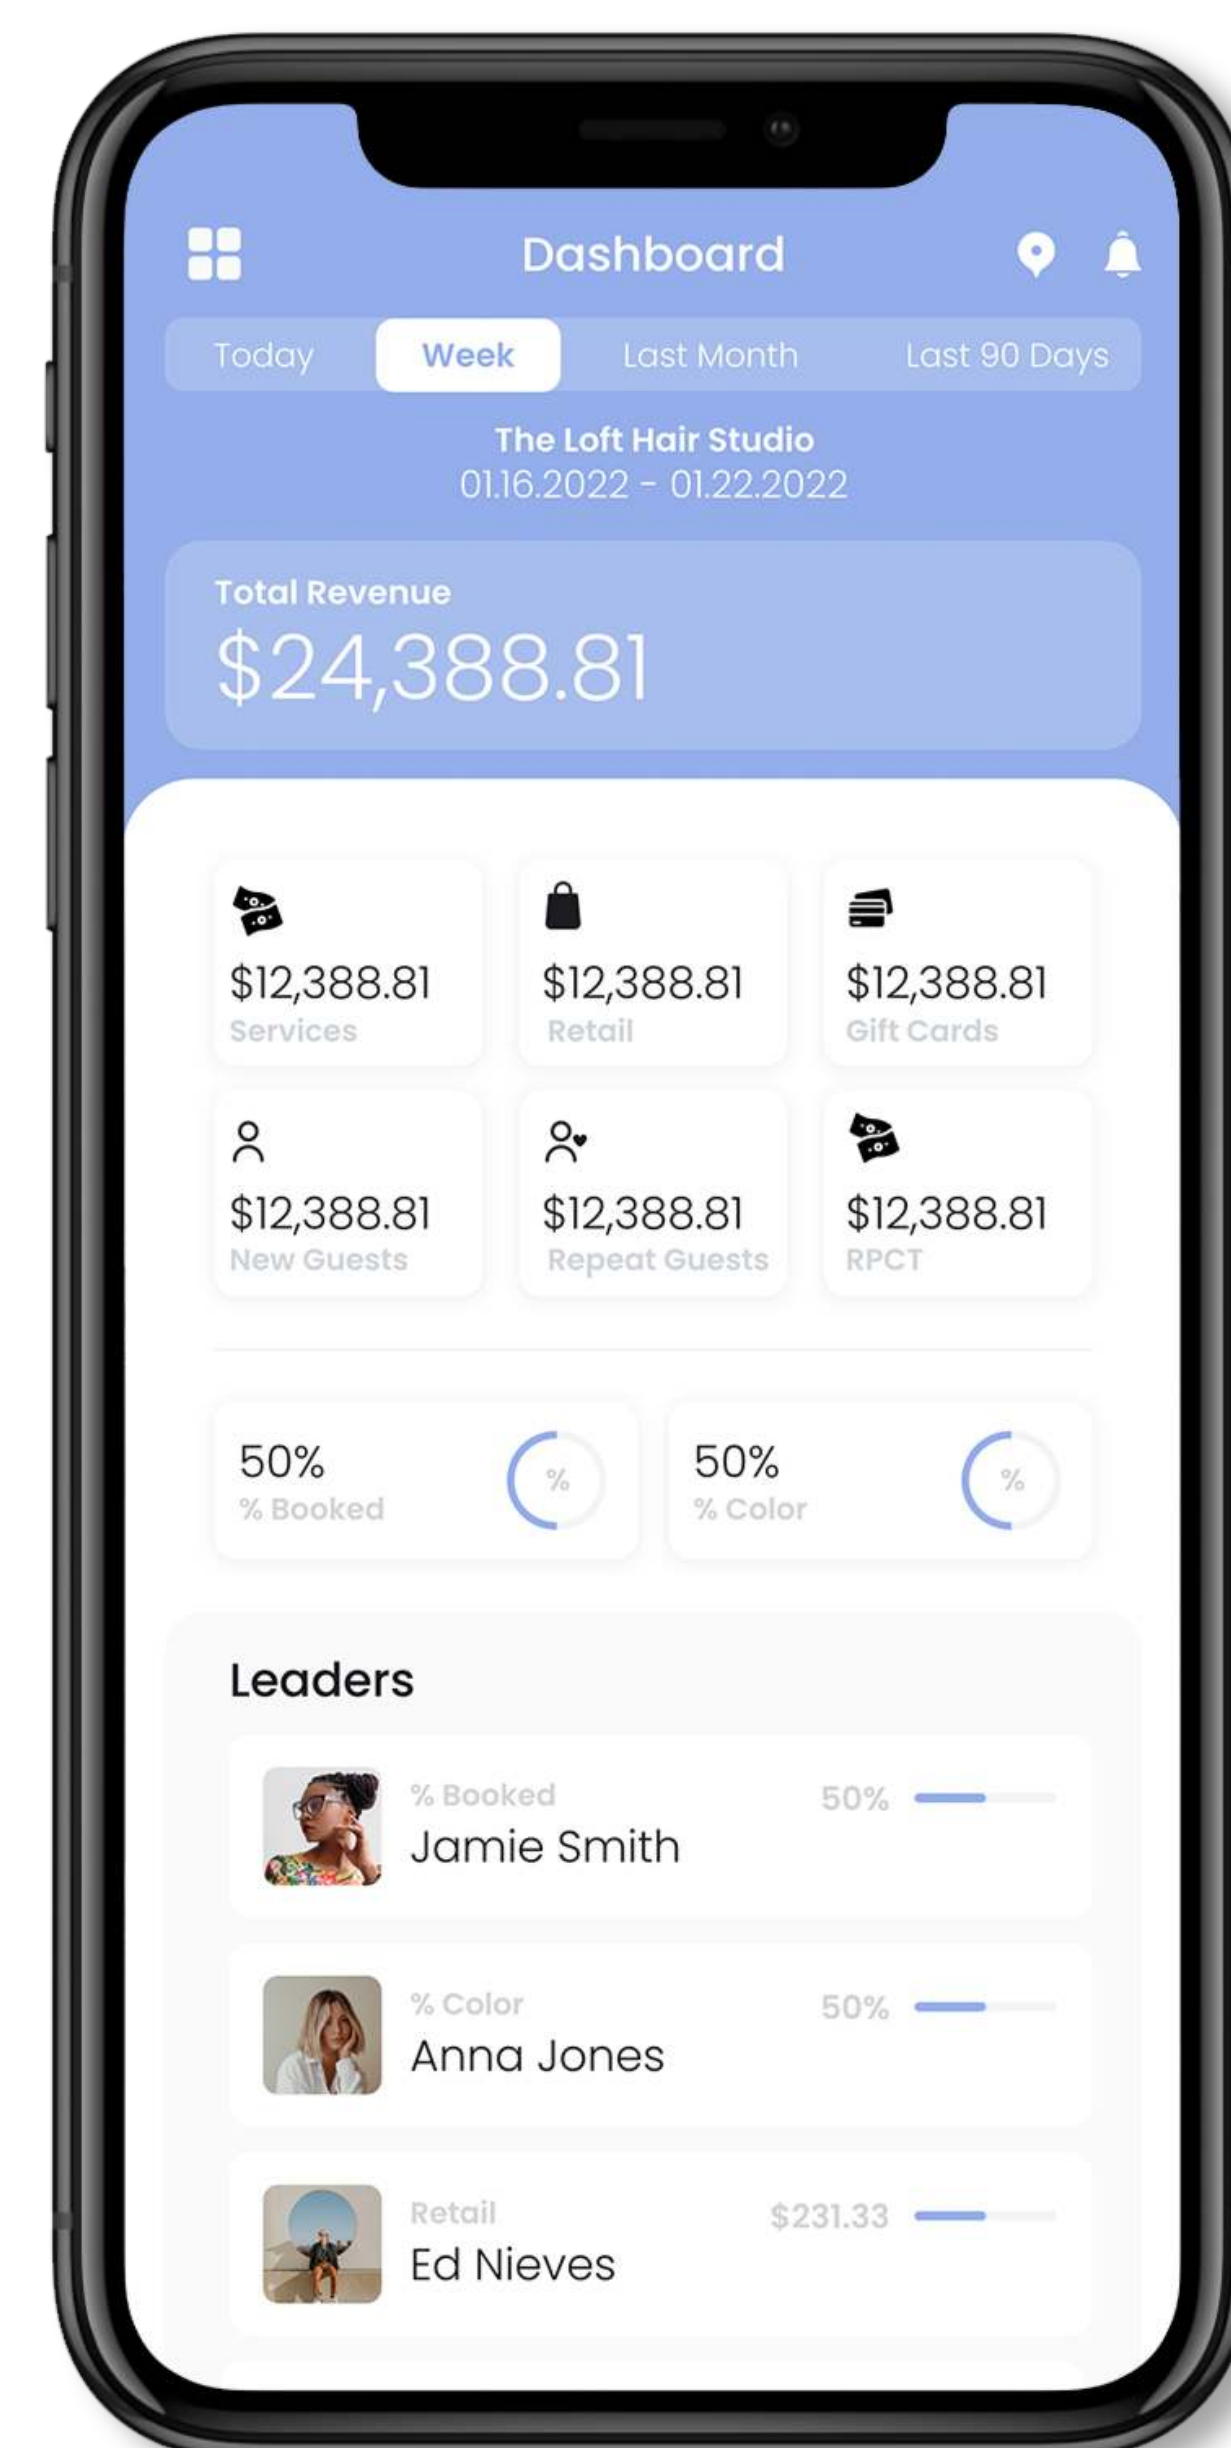 Dashboard
Today Week Last Month Last 90 Days
The Loft Hair Studio
01.16.2022 - 01.22.2022
Total Revenue
$24,388.81
$12,388.81 $12,388.81 $12,388.81
Services Retail Gift Cards
$12,388.81 $12,388.81 $12,388.81
New Guests Repeat Guests RPCT
50% % 50% %
% Booked % Color
Leaders
% Booked 50%
Jamie Smith
% Color 50%
Anna Jones
Retail $231.33
Ed Nieves